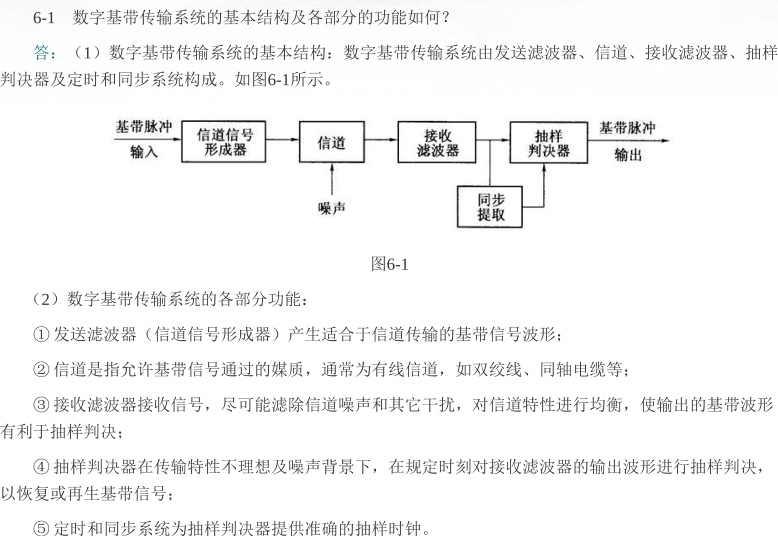 6-1 数字基带传输系统的基本结构及各部分的功能如何？
答：（1）数字基带传输系统的基本结构：数字基带传输系统由发送滤波器、信道、接收滤波器、抽样
判决器及定时和同步系统构成。如图6-1所示。
基带脉冲
输入
信道信号
形成器
信道
噪声
接收
滤波器
同步
提取
抽样
判决器
基带脉冲
输出
图6-1
（2）数字基带传输系统的各部分功能：
① 发送滤波器（信道信号形成器）产生适合于信道传输的基带信号波形；
② 信道是指允许基带信号通过的媒质，通常为有线信道，如双绞线、同轴电缆等；
③ 接收滤波器接收信号，尽可能滤除信道噪声和其它干扰，对信道特性进行均衡，使输出的基带波形
有利于抽样判决；
④ 抽样判决器在传输特性不理想及噪声背景下，在规定时刻对接收滤波器的输出波形进行抽样判决，
以恢复或再生基带信号；
⑤ 定时和同步系统为抽样判决器提供准确的抽样时钟。